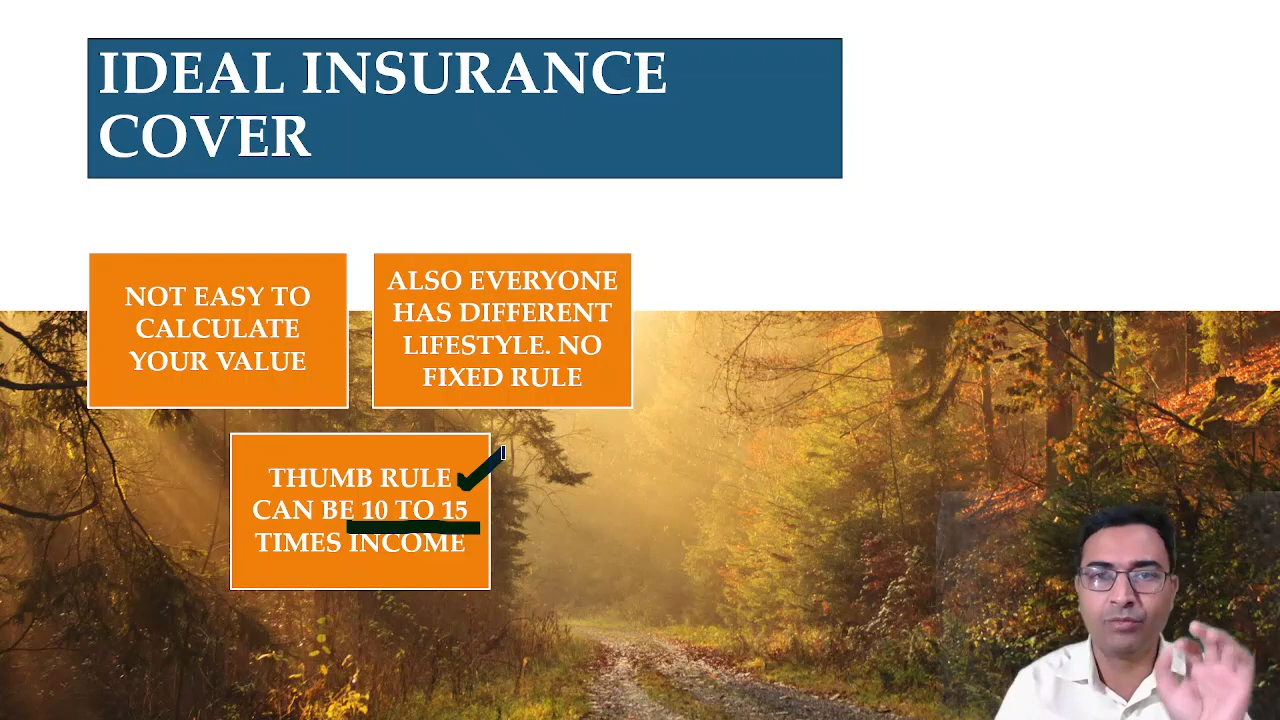 IDEAL INSURANCE
COVER
NOT EASY TO
CALCULATE
YOUR VALUE
ALSO EVERYONE
HAS DIFFERENT
LIFESTYLE. NO
FIXED RULE
THUMB RULE
CAN BE 10 TO 15
TIMES INCOME